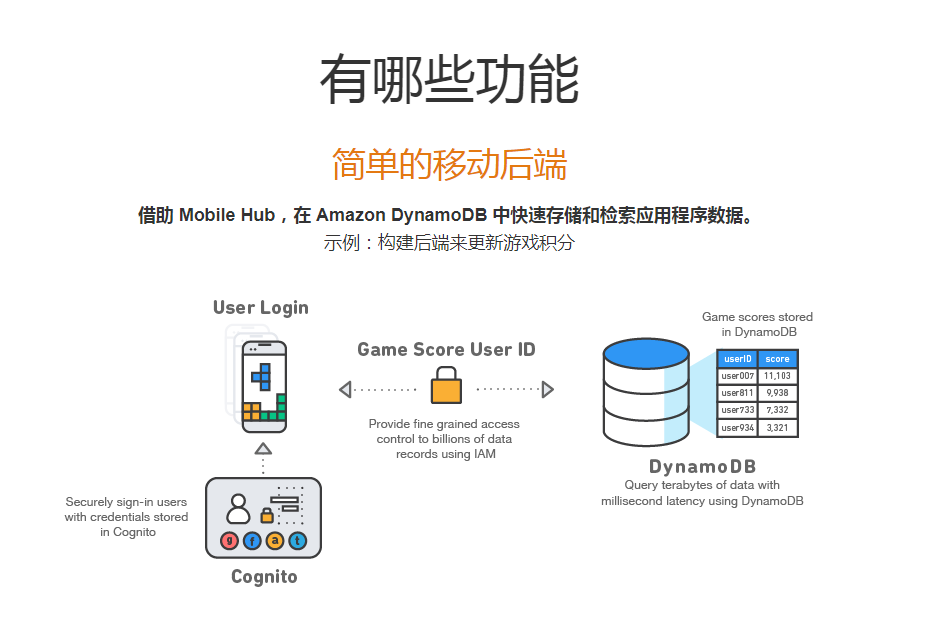 有哪些功能
简单的移动后端
借助 Mobile Hub，在 Amazon DynamoDB 中快速存储和检索应用程序数据。
示例：构建后端来更新游戏积分
User Login
Game Score User ID
Provide fine grained access
control to billions of data
records using IAM
Game scores stored
in DynamoDB
userID score
user007 11,103
user811 9,938
user733 7,332
user934 3,321
DynamoDB
Query terabytes of data with
millisecond latency using DynamoDB
Securely sign-in users
with credentials stored
in Cognito
g f a t
Cognito